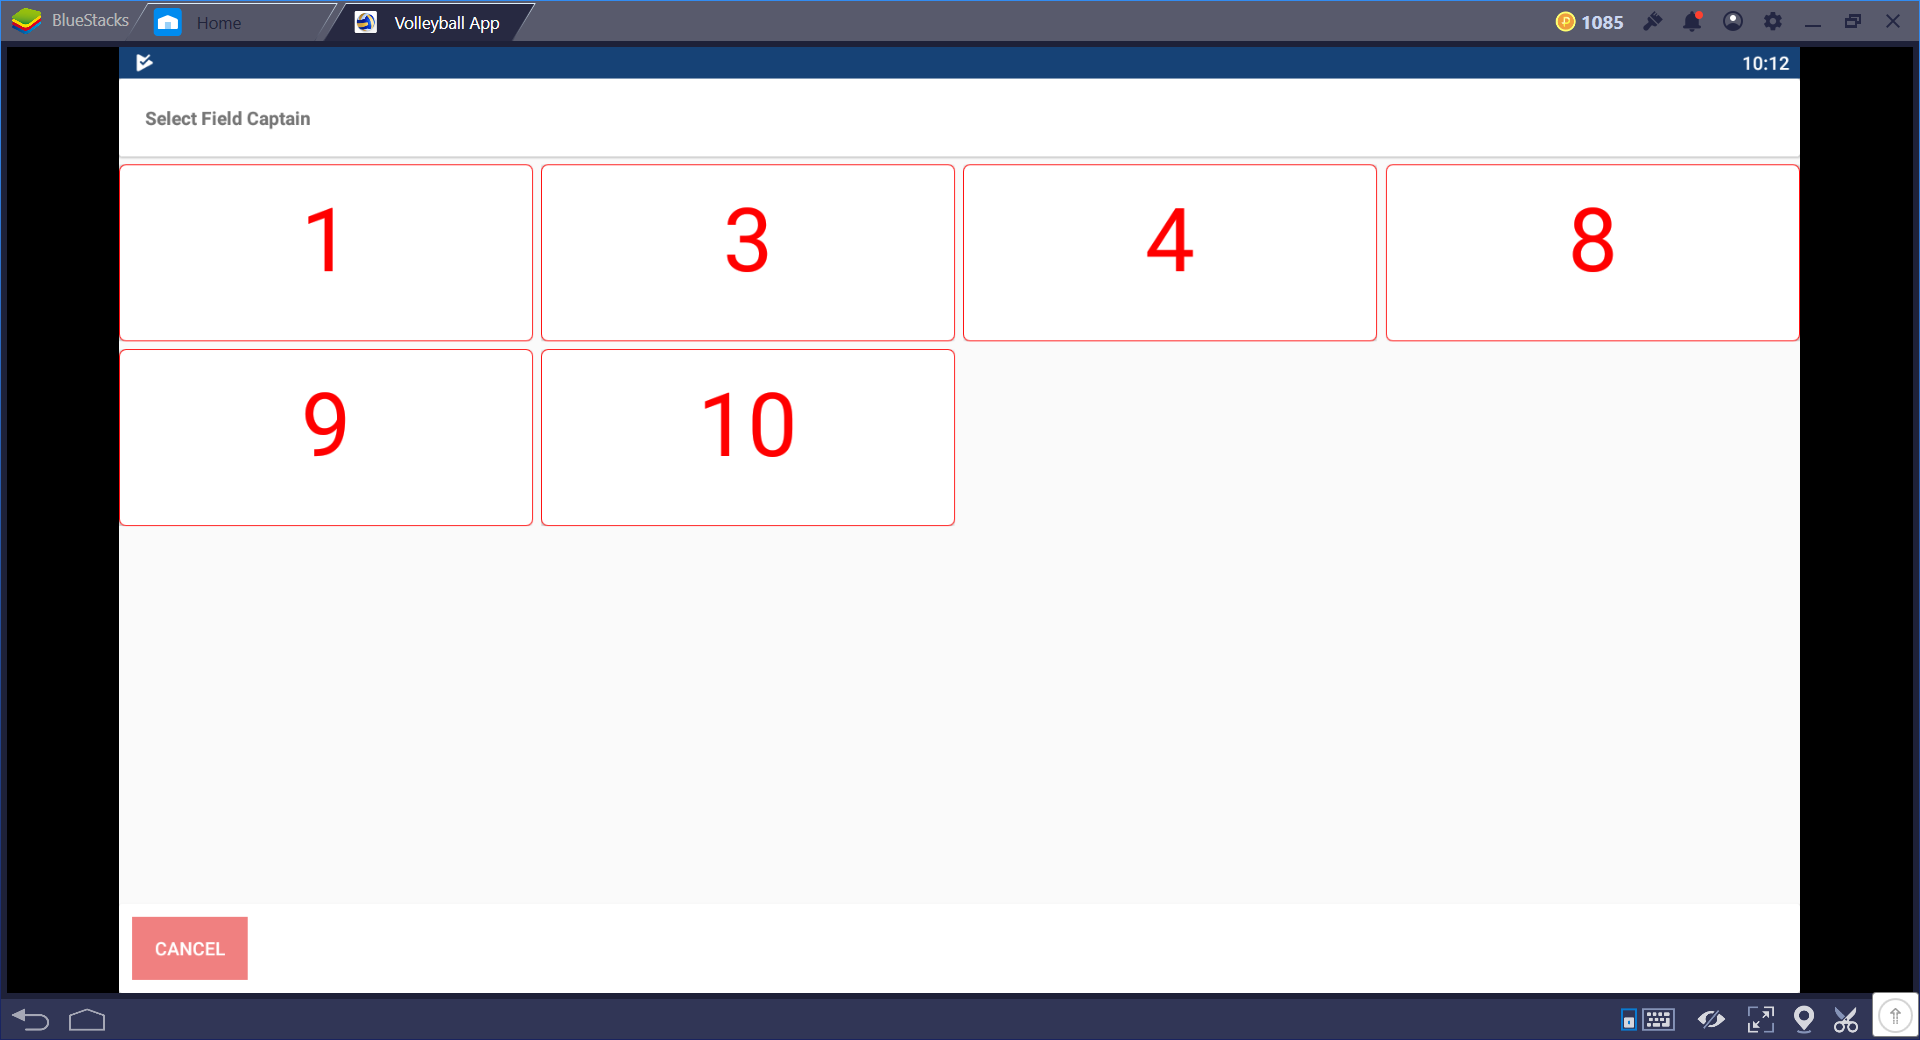 BlueStacks Home Volleyball App 1085
10:12
Select Field Captain
1 3 4 8
9 10
CANCEL